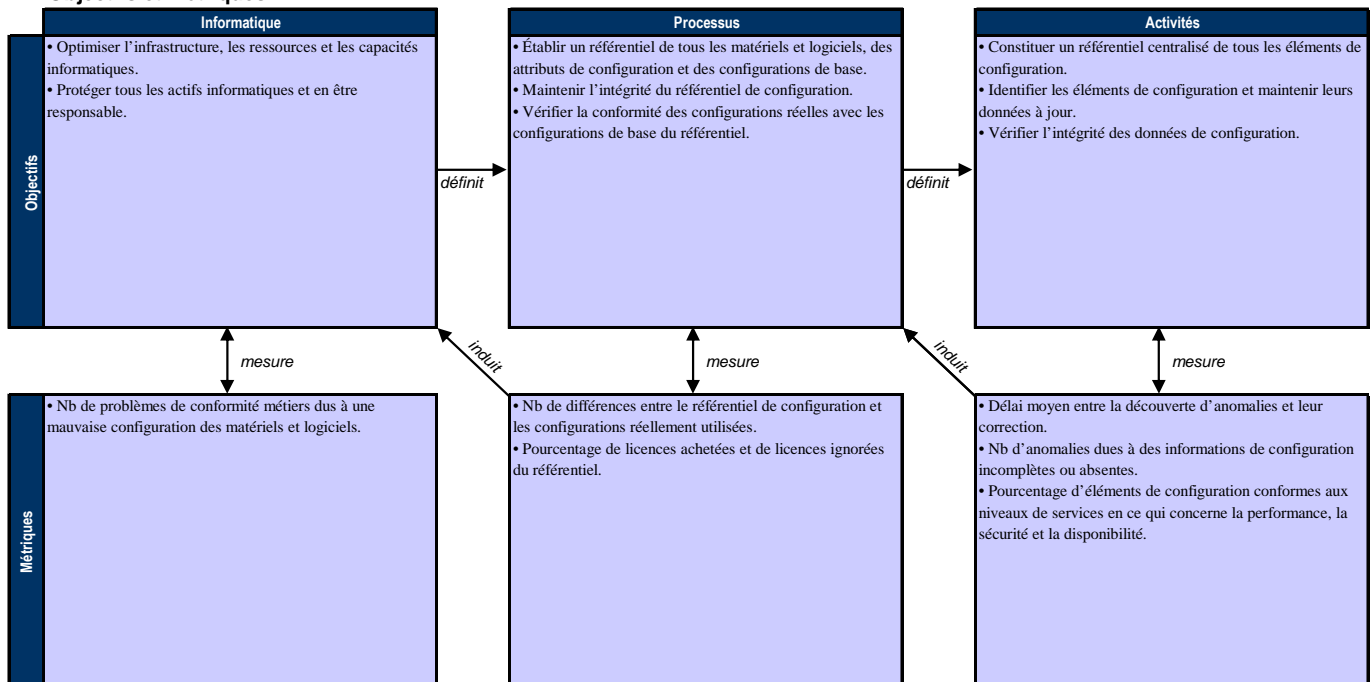 Informatique
Processus
Activités
Objectifs
• Optimiser l’infrastructure, les ressources et les capacités
informatiques.
• Protéger tous les actifs informatiques et en être
responsable.
définit
• Établir un référentiel de tous les matériels et logiciels, des
attributs de configuration et des configurations de base.
• Maintenir l’intégrité du référentiel de configuration.
• Vérifier la conformité des configurations réelles avec les
configurations de base du référentiel.
définit
• Constituer un référentiel centralisé de tous les éléments de
configuration.
• Identifier les éléments de configuration et maintenir leurs
données à jour.
• Vérifier l’intégrité des données de configuration.
mesure
induit
mesure
induit
mesure
Métriques
• Nb de problèmes de conformité métiers dus à une
mauvaise configuration des matériels et logiciels.
• Nb de différences entre le référentiel de configuration et
les configurations réellement utilisées.
• Pourcentage de licences achetées et de licences ignorées
du référentiel.
• Délai moyen entre la découverte d’anomalies et leur
correction.
• Nb d’anomalies dues à des informations de configuration
incomplètes ou absentes.
• Pourcentage d’éléments de configuration conformes aux
niveaux de services en ce qui concerne la performance, la
sécurité et la disponibilité.